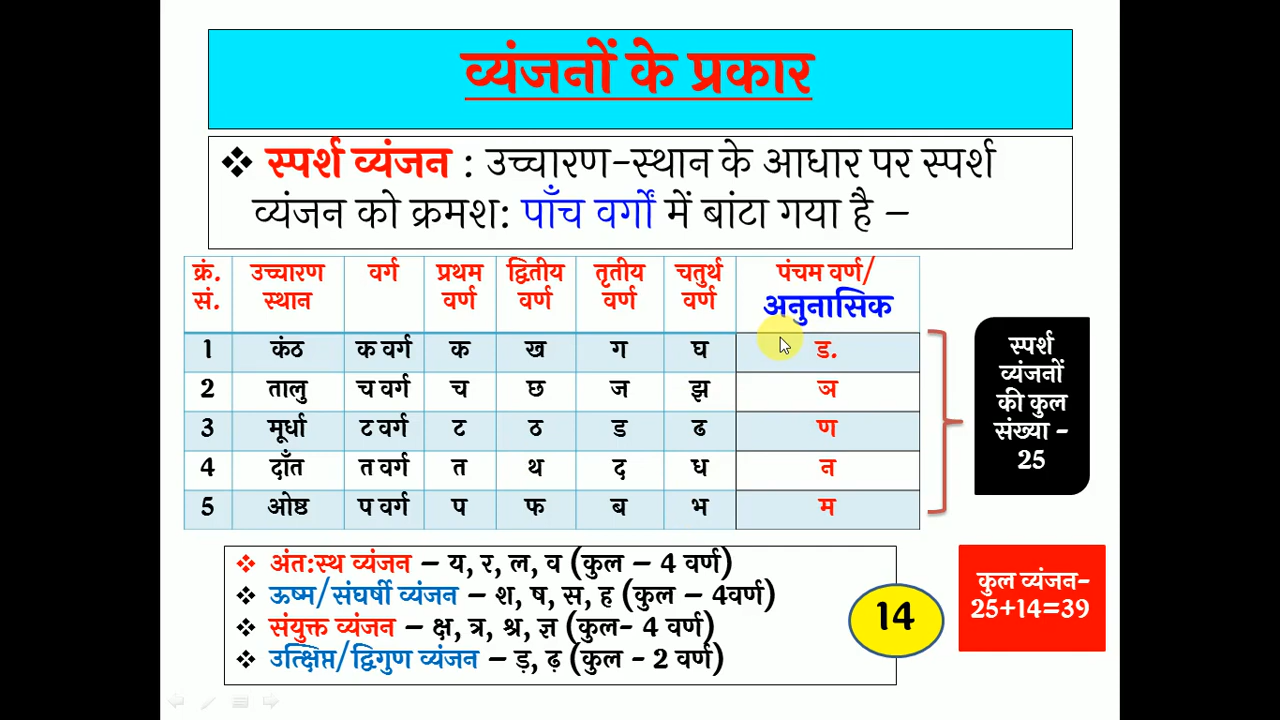 व्यंजनों के प्रकार
❖ स्पर्श व्यंजन : उच्चारण-स्थान के आधार पर स्पर्श
व्यंजन को क्रमश: पाँच वर्गों में बांटा गया है –
क्रं. सं. उच्चारण स्थान वर्ग प्रथम वर्ण द्वितीय वर्ण तृतीय वर्ण चतुर्थ वर्ण पंचम वर्ण/ अनुनासिक
1 कंठ क वर्ग क ख ग घ ड.
2 तालु च वर्ग च छ ज झ ञ
3 मूर्धा ट वर्ग ट ठ ड ढ ण
4 दाँत त वर्ग त थ द ध न
5 ओष्ठ प वर्ग प फ ब भ म
स्पर्श
व्यंजनों
की कुल
संख्या -
25
❖ अंत:स्थ व्यंजन – य, र, ल, व (कुल – 4 वर्ण)
❖ ऊष्म/संघर्षी व्यंजन – श, ष, स, ह (कुल – 4वर्ण)
❖ संयुक्त व्यंजन – क्ष, त्र, श्र, ज्ञ (कुल- 4 वर्ण)
❖ उत्क्षिप्त/द्विगुण व्यंजन – ड़, ढ़ (कुल - 2 वर्ण)
14
कुल व्यंजन-
25+14=39